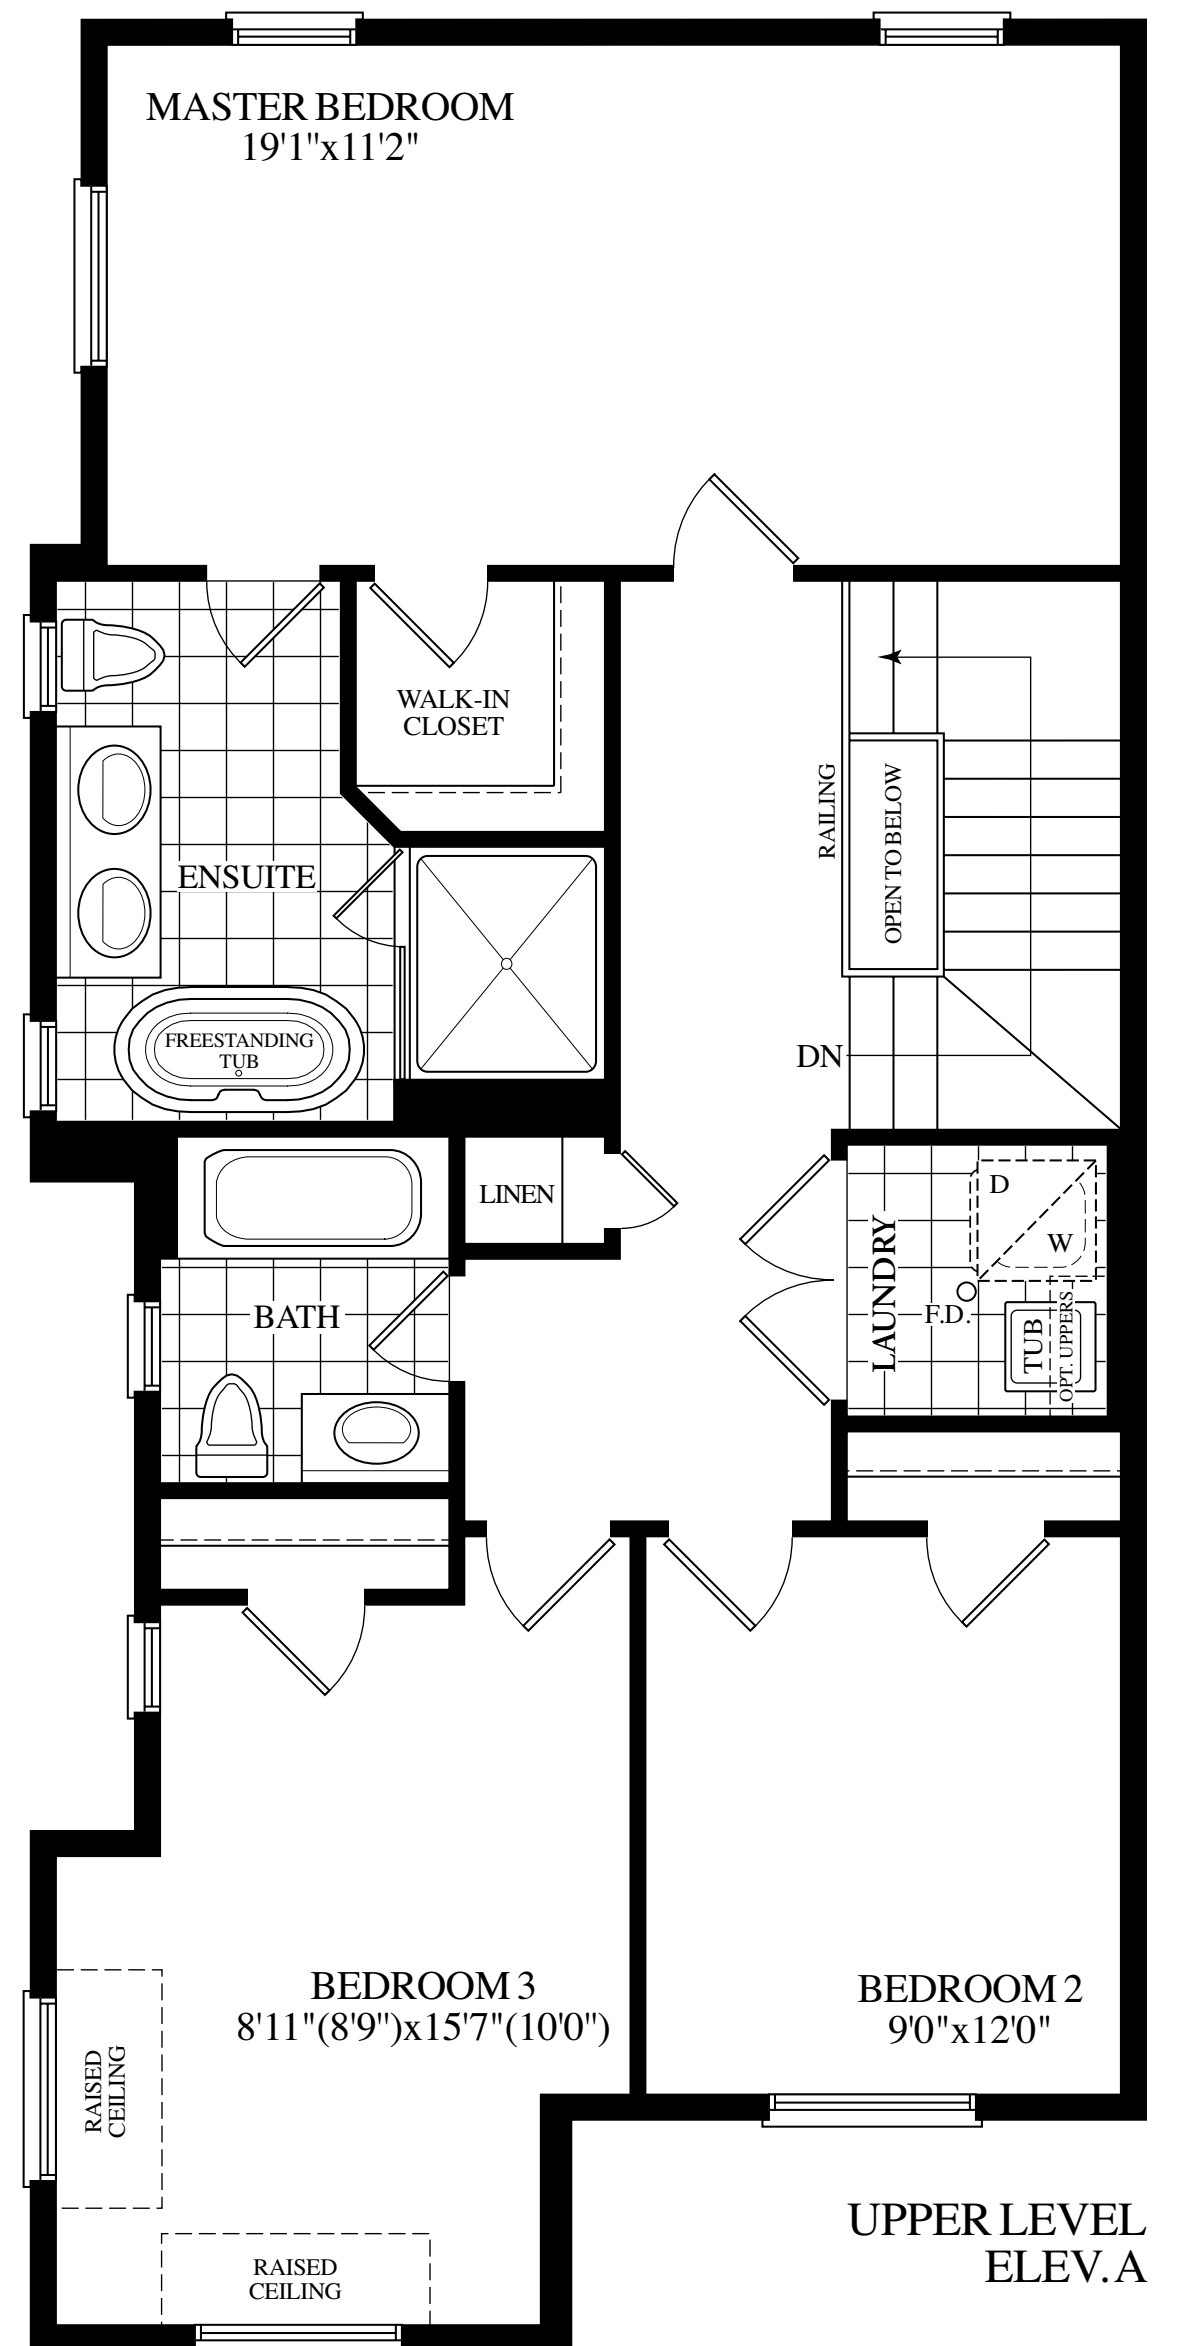 MASTER BEDROOM
19'1"x11'2"
WALK-IN
CLOSET
RAILING
OPEN TO BELOW
ENSUITE
FREESTANDING
TUB
DN
LINEN
D
W
LAUNDRY
F.D.
TUB
OPT. UPPERS
BATH
BEDROOM 3
8'11"(8'9")x15'7"(10'0")
BEDROOM 2
9'0"x12'0"
RAISED
CEILING
RAISED
CEILING
UPPER LEVEL
ELEV. A